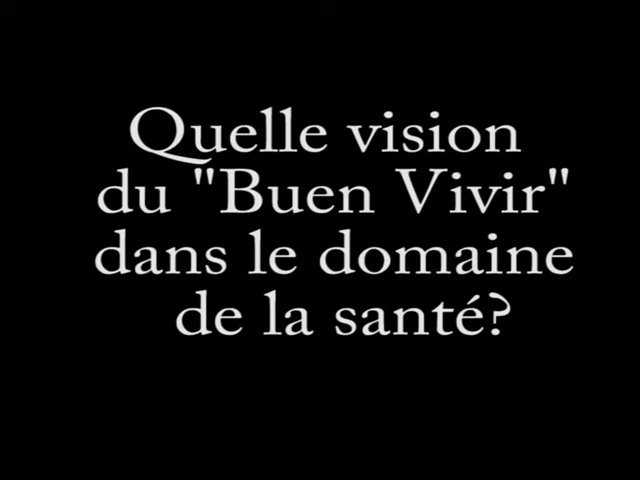 Quelle vision
du "Buen Vivir"
dans le domaine
de la santé?